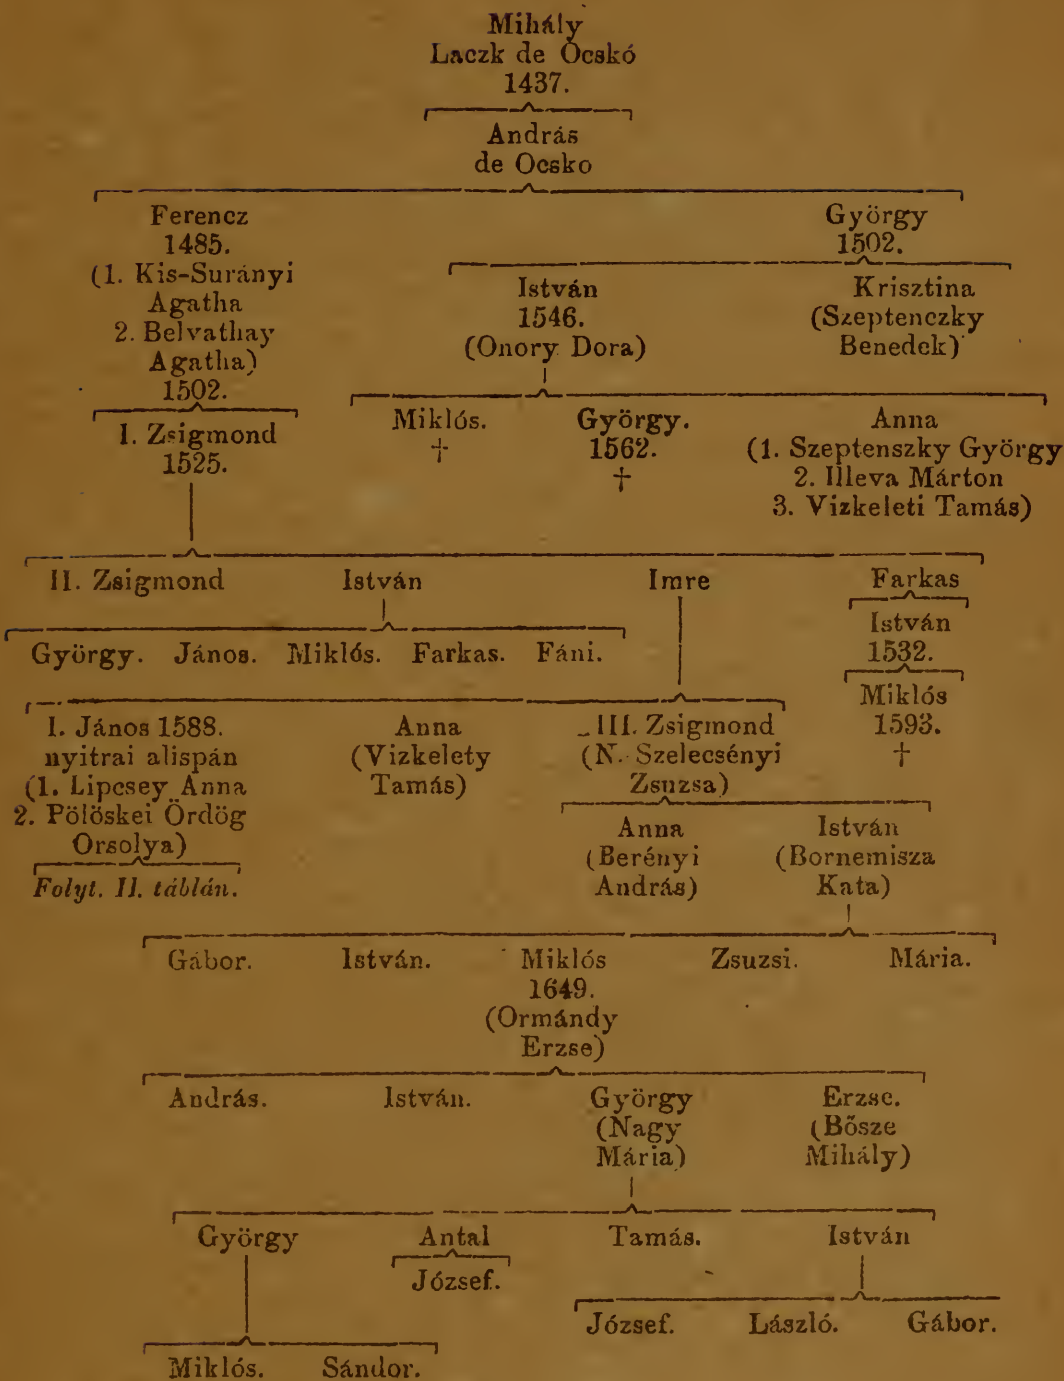 Mihály
Laczk de Ocskó
1437.
András
de Ocsko
Ferencz
1485.
(1. Kis-Surányi
Agatha
2. Belvathay
Agatha)
1502.
György
1502.
István
1546.
(Onory Dora)
Krisztina
(Szeptenczky
Benedek)
I. Zsigmond
1525.
Miklós.
†
György.
1562.
†
Anna
(1. Szeptenszky György
2. Illeva Márton
3. Vizkeleti Tamás)
II. Zsigmond
István
Imre
Farkas
István
1532.
Miklós
1593.
†
György. János. Miklós. Farkas. Fáni.
I. János 1588.
nyitrai alispán
(1. Lipcsey Anna
2. Pölöskei Ördög
Orsolya)
Folyt. II. táblán.
Anna
(Vizkelety
Tamás)
III. Zsigmond
(N. Szelecsényi
Zsuzsa)
Anna
(Berényi
András)
István
(Bornemisza
Kata)
Gábor. István. Miklós Zsuzsi. Mária.
1649.
(Ormándy
Erzse)
András. István.
György
(Nagy
Mária)
Erzse.
(Bősze
Mihály)
György Antal Tamás. István
József.
József. László. Gábor.
Miklós. Sándor.